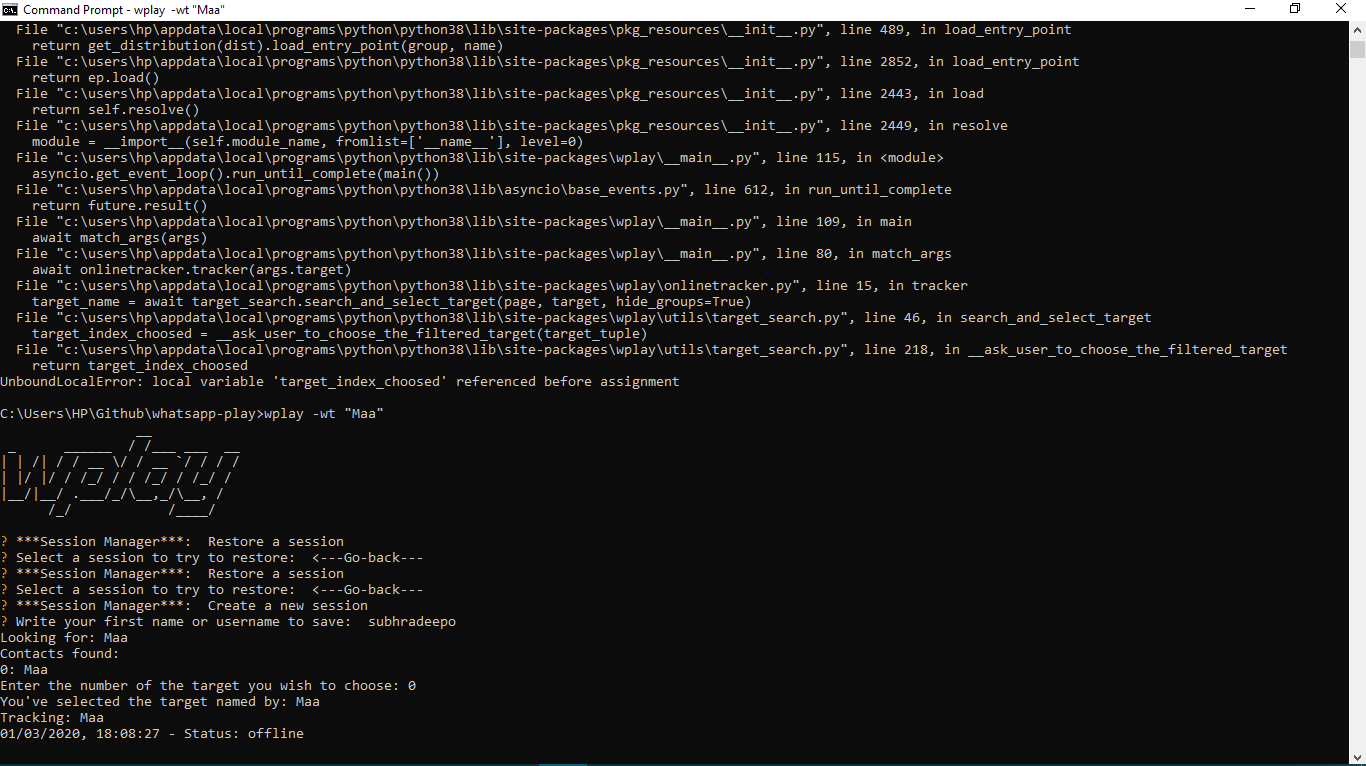 Command Prompt - wplay  -wt "Maa"
  File "c:\users\hp\appdata\local\programs\python\python38\lib\site-packages\pkg_resources\__init__.py", line 489, in load_entry_point
    return get_distribution(dist).load_entry_point(group, name)
  File "c:\users\hp\appdata\local\programs\python\python38\lib\site-packages\pkg_resources\__init__.py", line 2852, in load_entry_point
    return ep.load()
  File "c:\users\hp\appdata\local\programs\python\python38\lib\site-packages\pkg_resources\__init__.py", line 2443, in load
    return self.resolve()
  File "c:\users\hp\appdata\local\programs\python\python38\lib\site-packages\pkg_resources\__init__.py", line 2449, in resolve
    module = __import__(self.module_name, fromlist=['__name__'], level=0)
  File "c:\users\hp\appdata\local\programs\python\python38\lib\site-packages\wplay\__main__.py", line 115, in <module>
    asyncio.get_event_loop().run_until_complete(main())
  File "c:\users\hp\appdata\local\programs\python\python38\lib\asyncio\base_events.py", line 612, in run_until_complete
    return future.result()
  File "c:\users\hp\appdata\local\programs\python\python38\lib\site-packages\wplay\__main__.py", line 109, in main
    await match_args(args)
  File "c:\users\hp\appdata\local\programs\python\python38\lib\site-packages\wplay\__main__.py", line 80, in match_args
    await onlinetracker.tracker(args.target)
  File "c:\users\hp\appdata\local\programs\python\python38\lib\site-packages\wplay\onlinetracker.py", line 15, in tracker
    target_name = await target_search.search_and_select_target(page, target, hide_groups=True)
  File "c:\users\hp\appdata\local\programs\python\python38\lib\site-packages\wplay\utils\target_search.py", line 46, in search_and_select_target
    target_index_choosed = __ask_user_to_choose_the_filtered_target(target_tuple)
  File "c:\users\hp\appdata\local\programs\python\python38\lib\site-packages\wplay\utils\target_search.py", line 218, in __ask_user_to_choose_the_filtered_target
    return target_index_choosed
UnboundLocalError: local variable 'target_index_choosed' referenced before assignment
C:\Users\HP\Github\whatsapp-play>wplay -wt "Maa"
wplay
? ***Session Manager***:  Restore a session
? Select a session to try to restore:  <---Go-back---
? ***Session Manager***:  Restore a session
? Select a session to try to restore:  <---Go-back---
? ***Session Manager***:  Create a new session
? Write your first name or username to save:  subhradeepo
Looking for: Maa
Contacts found:
0: Maa
Enter the number of the target you wish to choose: 0
You've selected the target named by: Maa
Tracking: Maa
01/03/2020, 18:08:27 - Status: offline